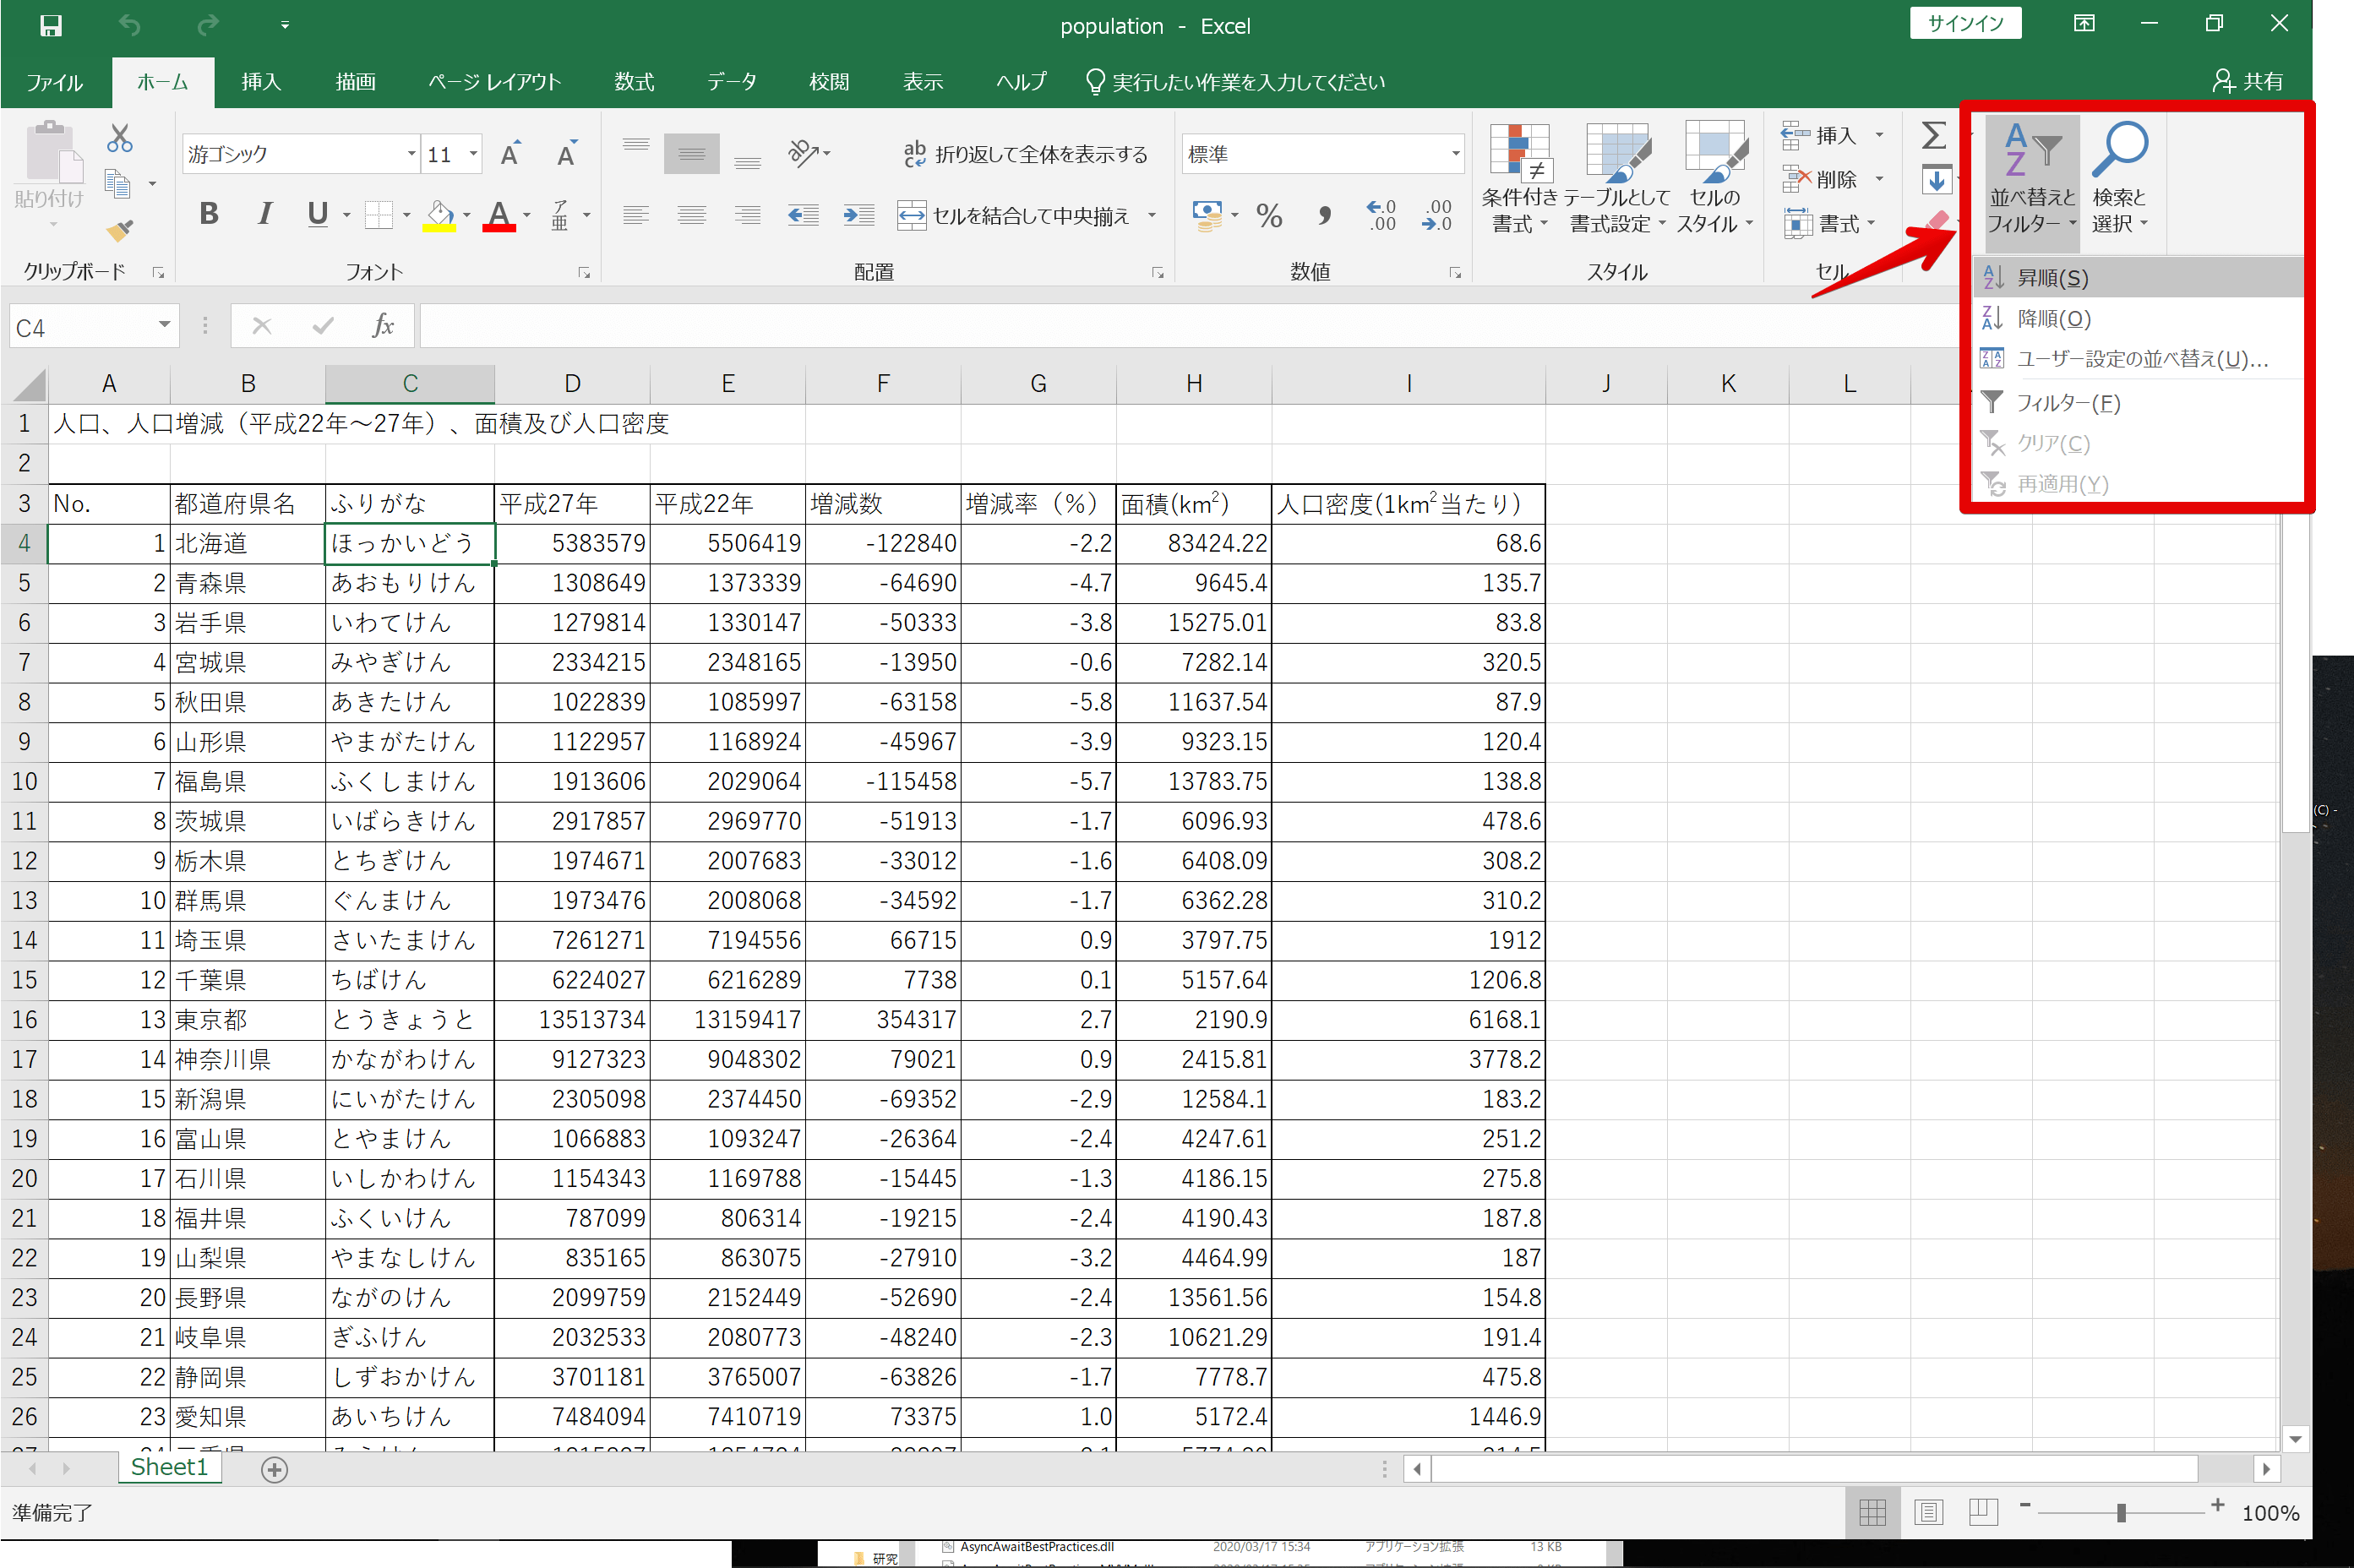 population - Excel
サインイン
ファイル ホーム 挿入 描画 ページ レイアウト 数式 データ 校閲 表示 ヘルプ 実行したい作業を入力してください 共有
貼り付け
游ゴシック 11 A A
ab 折り返して全体を表示する
標準
条件付き書式 テーブルとして書式設定 セルのスタイル
挿入
削除
書式
並べ替えとフィルター 検索と選択
B I U A ア亜
セルを結合して中央揃え
% .0 .00 .00 .0
クリップボード フォント 配置 数値 スタイル セル
昇順(S)
降順(O)
ユーザー設定の並べ替え(U)...
フィルター(F)
クリア(C)
再適用(Y)
C4 fx
A B C D E F G H I J K L
1 人口、人口増減（平成22年～27年）、面積及び人口密度
2
3 No. 都道府県名 ふりがな 平成27年 平成22年 増減数 増減率（％） 面積(km²) 人口密度(1km²当たり)
4 1 北海道 ほっかいどう 5383579 5506419 -122840 -2.2 83424.22 68.6
5 2 青森県 あおもりけん 1308649 1373339 -64690 -4.7 9645.4 135.7
6 3 岩手県 いわてけん 1279814 1330147 -50333 -3.8 15275.01 83.8
7 4 宮城県 みやぎけん 2334215 2348165 -13950 -0.6 7282.14 320.5
8 5 秋田県 あきたけん 1022839 1085997 -63158 -5.8 11637.54 87.9
9 6 山形県 やまがたけん 1122957 1168924 -45967 -3.9 9323.15 120.4
10 7 福島県 ふくしまけん 1913606 2029064 -115458 -5.7 13783.75 138.8
11 8 茨城県 いばらきけん 2917857 2969770 -51913 -1.7 6096.93 478.6
12 9 栃木県 とちぎけん 1974671 2007683 -33012 -1.6 6408.09 308.2
13 10 群馬県 ぐんまけん 1973476 2008068 -34592 -1.7 6362.28 310.2
14 11 埼玉県 さいたまけん 7261271 7194556 66715 0.9 3797.75 1912
15 12 千葉県 ちばけん 6224027 6216289 7738 0.1 5157.64 1206.8
16 13 東京都 とうきょうと 13513734 13159417 354317 2.7 2190.9 6168.1
17 14 神奈川県 かながわけん 9127323 9048302 79021 0.9 2415.81 3778.2
18 15 新潟県 にいがたけん 2305098 2374450 -69352 -2.9 12584.1 183.2
19 16 富山県 とやまけん 1066883 1093247 -26364 -2.4 4247.61 251.2
20 17 石川県 いしかわけん 1154343 1169788 -15445 -1.3 4186.15 275.8
21 18 福井県 ふくいけん 787099 806314 -19215 -2.4 4190.43 187.8
22 19 山梨県 やまなしけん 835165 863075 -27910 -3.2 4464.99 187
23 20 長野県 ながのけん 2099759 2152449 -52690 -2.4 13561.56 154.8
24 21 岐阜県 ぎふけん 2032533 2080773 -48240 -2.3 10621.29 191.4
25 22 静岡県 しずおかけん 3701181 3765007 -63826 -1.7 7778.7 475.8
26 23 愛知県 あいちけん 7484094 7410719 73375 1.0 5172.4 1446.9
(C) -
Sheet1
準備完了 100%
研究 AsyncAwaitBestPractices.dll 2020/03/17 15:34 アプリケーション拡張 13 KB